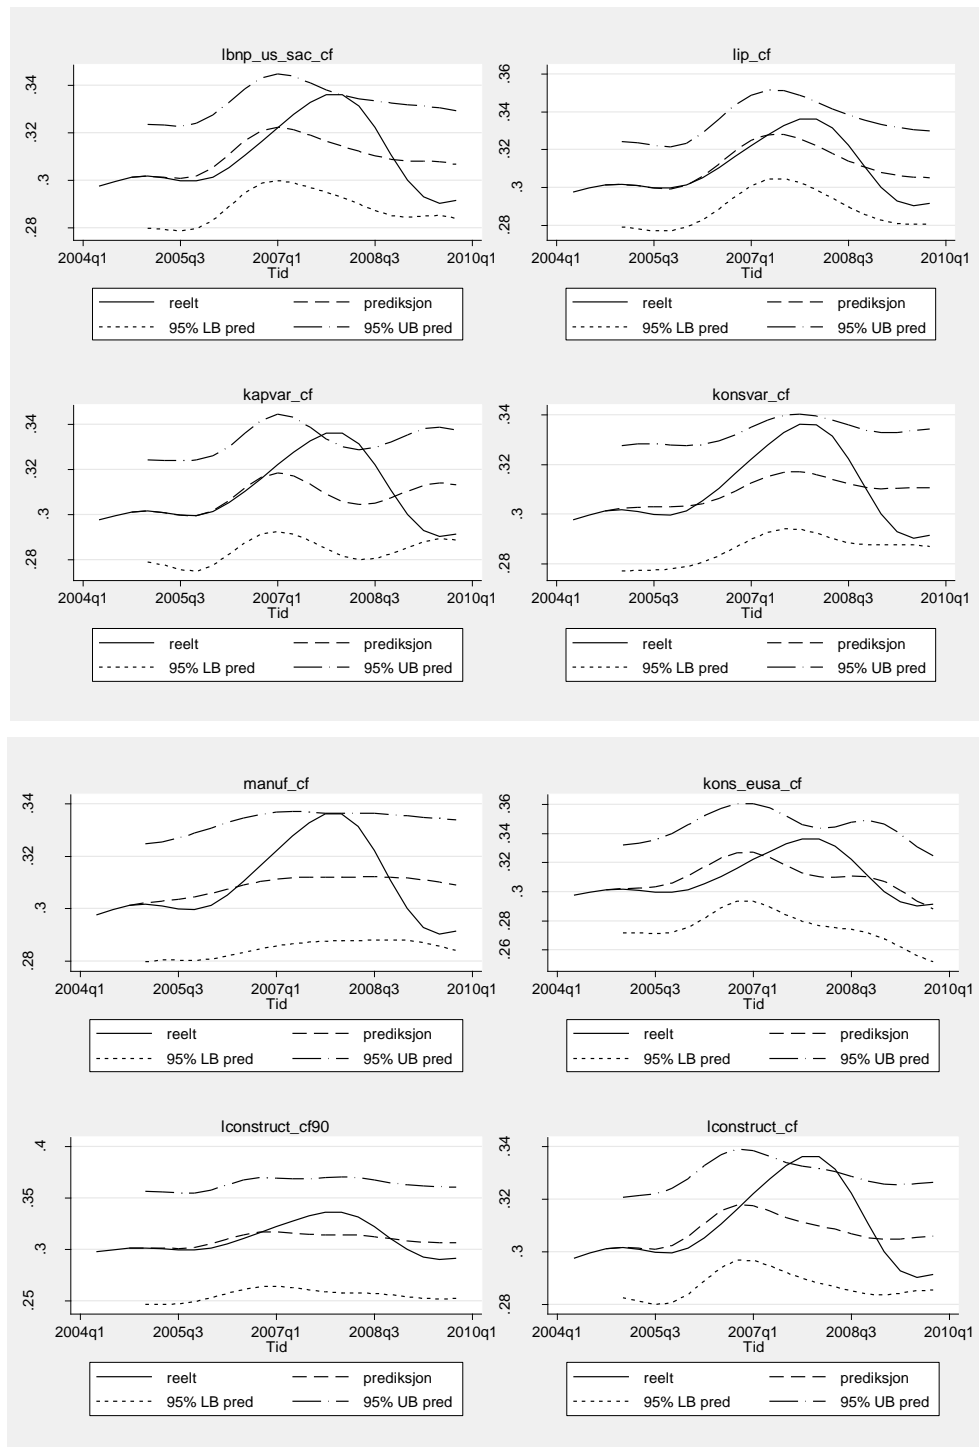 lbnp_us_sac_cf
.34
.32
.3
.28
2004q1 2005q3 2007q1 2008q3 2010q1
Tid
reelt prediksjon
95% LB pred 95% UB pred
lip_cf
.36
.34
.32
.3
.28
2004q1 2005q3 2007q1 2008q3 2010q1
Tid
reelt prediksjon
95% LB pred 95% UB pred
kapvar_cf
.34
.32
.3
.28
2004q1 2005q3 2007q1 2008q3 2010q1
Tid
reelt prediksjon
95% LB pred 95% UB pred
konsvar_cf
.34
.32
.3
.28
2004q1 2005q3 2007q1 2008q3 2010q1
Tid
reelt prediksjon
95% LB pred 95% UB pred
manuf_cf
.34
.32
.3
.28
2004q1 2005q3 2007q1 2008q3 2010q1
Tid
reelt prediksjon
95% LB pred 95% UB pred
kons_eusa_cf
.36
.34
.32
.3
.28
.26
2004q1 2005q3 2007q1 2008q3 2010q1
Tid
reelt prediksjon
95% LB pred 95% UB pred
lconstruct_cf90
.4
.35
.3
.25
2004q1 2005q3 2007q1 2008q3 2010q1
Tid
reelt prediksjon
95% LB pred 95% UB pred
lconstruct_cf
.34
.32
.3
.28
2004q1 2005q3 2007q1 2008q3 2010q1
Tid
reelt prediksjon
95% LB pred 95% UB pred